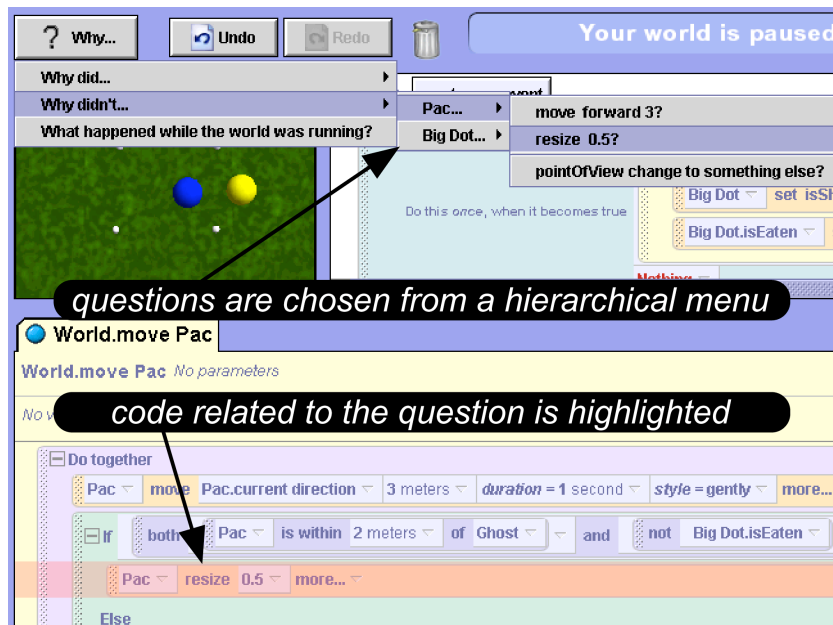 ? Why...
Undo
Redo
Your world is paused
Why did...
Why didn't...
What happened while the world was running?
Pac...
Big Dot...
move forward 3?
resize 0.5?
pointOfView change to something else?
Do this once, when it becomes true
Big Dot set
Big Dot.isEaten
Nothing
questions are chosen from a hierarchical menu
World.move Pac
World.move Pac No parameters
code related to the question is highlighted
Do together
Pac move Pac.current direction 3 meters duration = 1 second style = gently more...
If both Pac is within 2 meters of Ghost and not Big Dot.isEaten
Pac resize 0.5 more...
Else